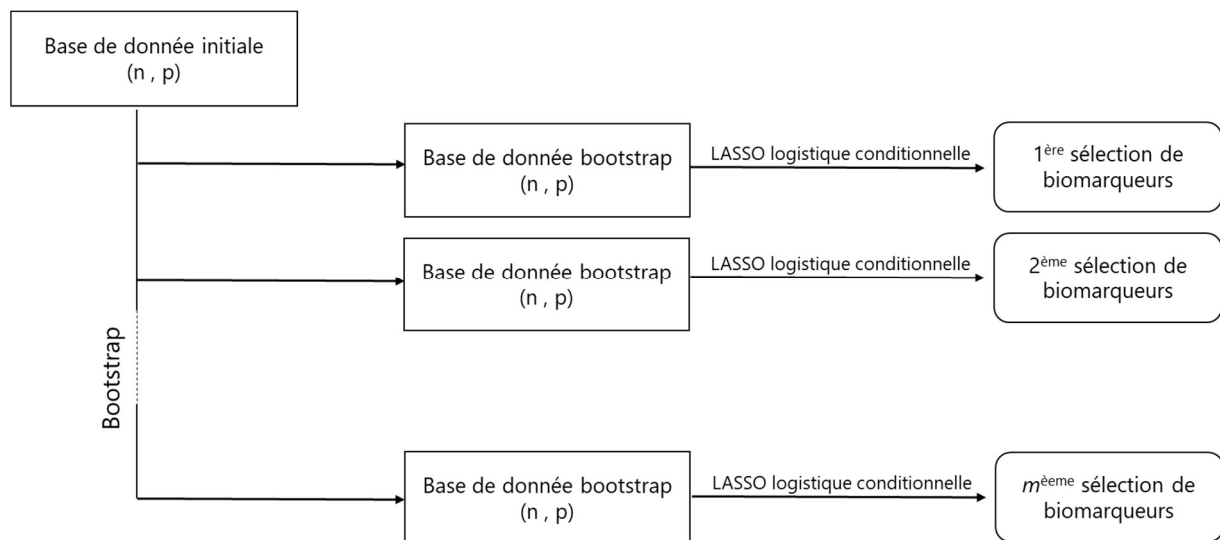 Base de donnée initiale
(n , p)
Base de donnée bootstrap
(n , p)
LASSO logistique conditionnelle
1ère sélection de
biomarqueurs
Base de donnée bootstrap
(n , p)
LASSO logistique conditionnelle
2ème sélection de
biomarqueurs
Bootstrap
Base de donnée bootstrap
(n , p)
LASSO logistique conditionnelle
mèeme sélection de
biomarqueurs